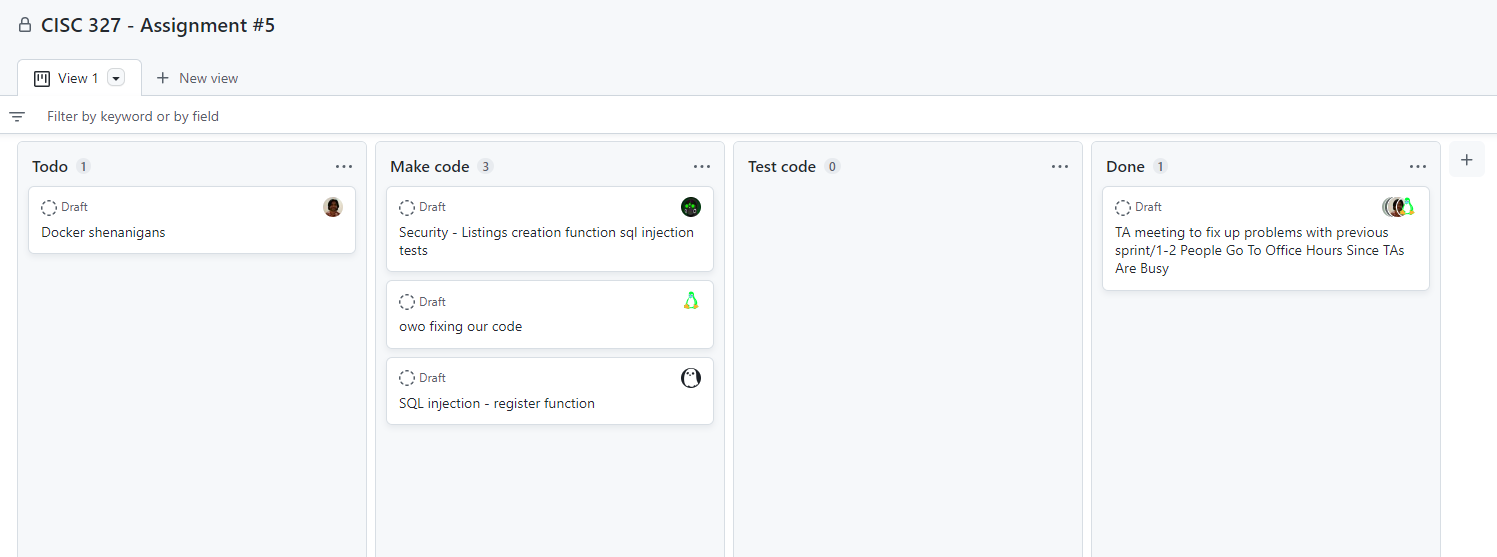 CISC 327 - Assignment #5
View 1
New view
Filter by keyword or by field
Todo 1
Draft
Docker shenanigans
Make code 3
Draft
Security - Listings creation function sql injection
tests
Draft
owo fixing our code
Draft
SQL injection - register function
Test code 0
Done 1
Draft
TA meeting to fix up problems with previous
sprint/1-2 People Go To Office Hours Since TAs
Are Busy